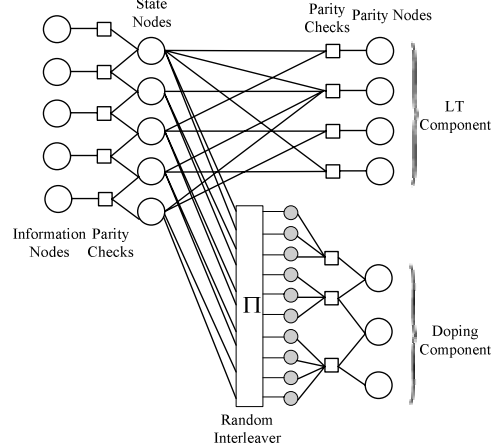 State
Nodes
Parity
Checks
Parity Nodes
LT
Component
Information
Nodes
Parity
Checks
Π
Doping
Component
Random
Interleaver